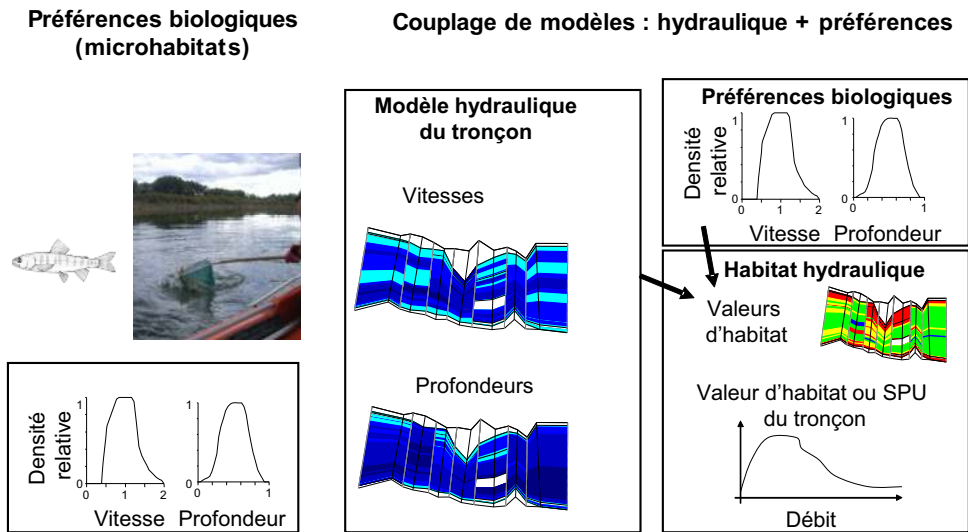 Préférences biologiques
(microhabitats)
Couplage de modèles : hydraulique + préférences
Modèle hydraulique
du tronçon
Vitesses
Profondeurs
Préférences biologiques
Densité
relative
1
0
0
1
2
Vitesse
1
0
0
1
Profondeur
Habitat hydraulique
Valeurs
d’habitat
Valeur d’habitat ou SPU
du tronçon
Débit
Densité
relative
1
0
0
1
2
Vitesse
1
0
0
1
Profondeur